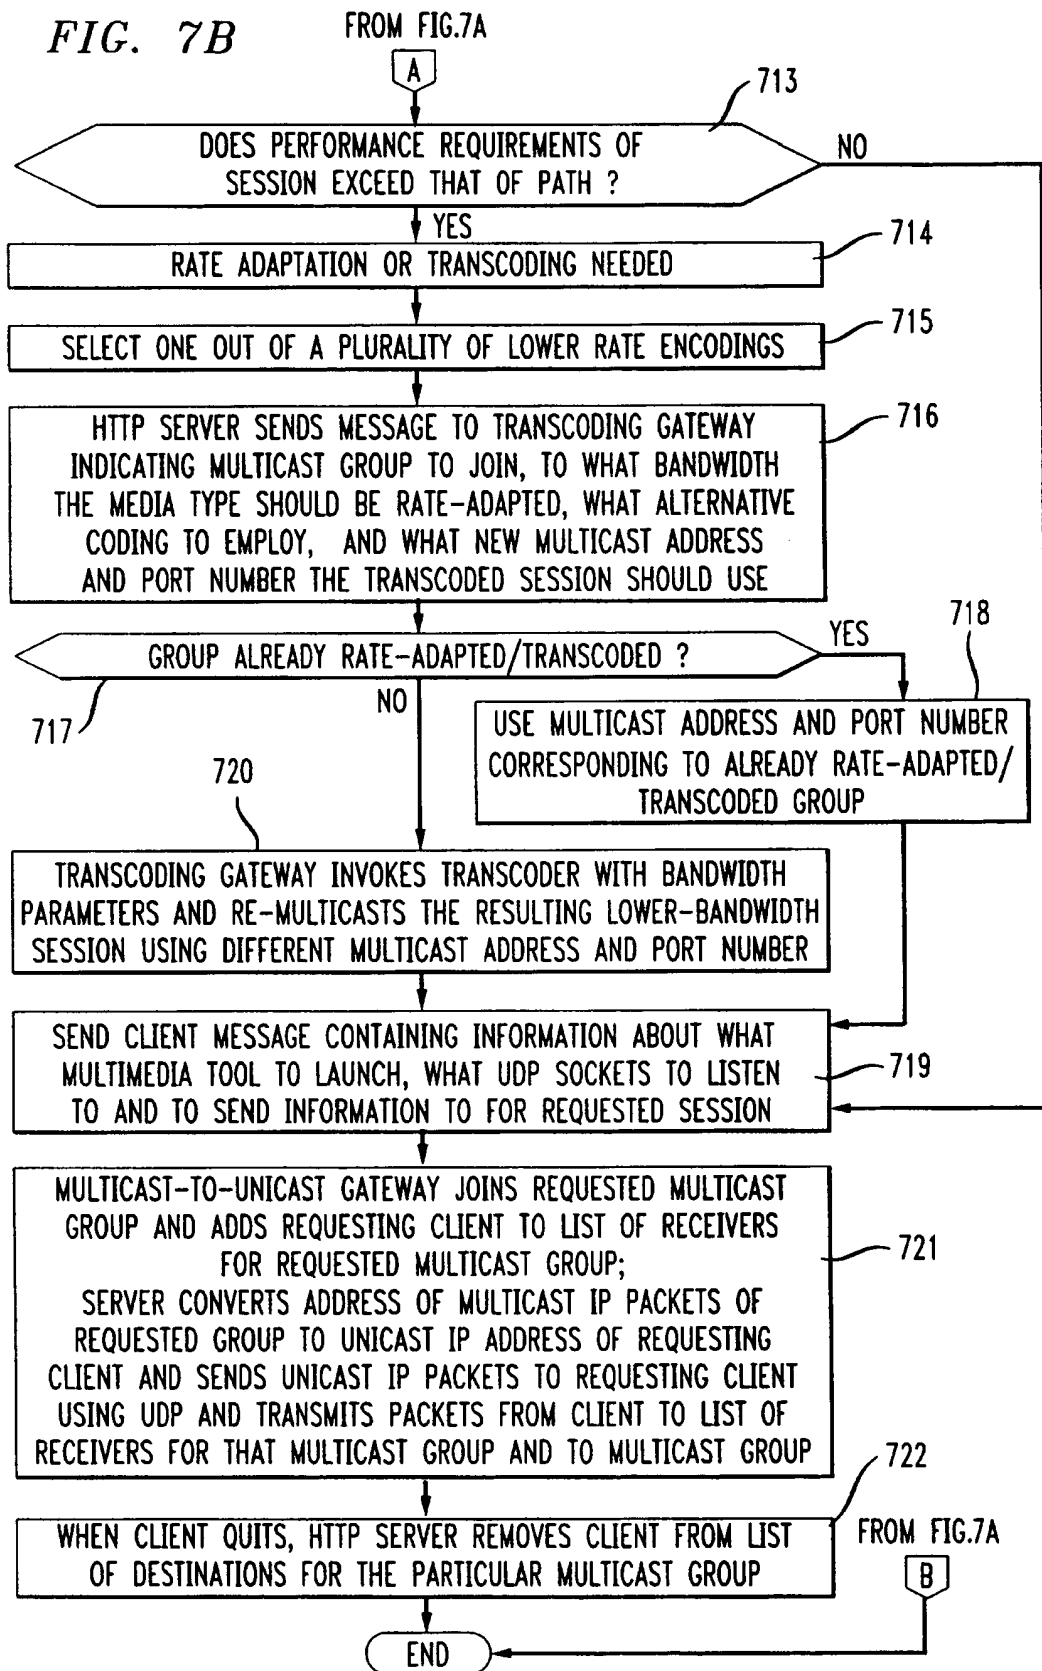 FIG. 7B
FROM FIG.7A
A
713
DOES PERFORMANCE REQUIREMENTS OF
SESSION EXCEED THAT OF PATH ?
NO
YES
714
RATE ADAPTATION OR TRANSCODING NEEDED
715
SELECT ONE OUT OF A PLURALITY OF LOWER RATE ENCODINGS
716
HTTP SERVER SENDS MESSAGE TO TRANSCODING GATEWAY
INDICATING MULTICAST GROUP TO JOIN, TO WHAT BANDWIDTH
THE MEDIA TYPE SHOULD BE RATE-ADAPTED, WHAT ALTERNATIVE
CODING TO EMPLOY, AND WHAT NEW MULTICAST ADDRESS
AND PORT NUMBER THE TRANSCODED SESSION SHOULD USE
GROUP ALREADY RATE-ADAPTED/TRANSCODED ?
YES
718
717
NO
USE MULTICAST ADDRESS AND PORT NUMBER
CORRESPONDING TO ALREADY RATE-ADAPTED/
TRANSCODED GROUP
720
TRANSCODING GATEWAY INVOKES TRANSCODER WITH BANDWIDTH
PARAMETERS AND RE-MULTICASTS THE RESULTING LOWER-BANDWIDTH
SESSION USING DIFFERENT MULTICAST ADDRESS AND PORT NUMBER
SEND CLIENT MESSAGE CONTAINING INFORMATION ABOUT WHAT
MULTIMEDIA TOOL TO LAUNCH, WHAT UDP SOCKETS TO LISTEN
TO AND TO SEND INFORMATION TO FOR REQUESTED SESSION
719
MULTICAST-TO-UNICAST GATEWAY JOINS REQUESTED MULTICAST
GROUP AND ADDS REQUESTING CLIENT TO LIST OF RECEIVERS
FOR REQUESTED MULTICAST GROUP;
SERVER CONVERTS ADDRESS OF MULTICAST IP PACKETS OF
REQUESTED GROUP TO UNICAST IP ADDRESS OF REQUESTING
CLIENT AND SENDS UNICAST IP PACKETS TO REQUESTING CLIENT
USING UDP AND TRANSMITS PACKETS FROM CLIENT TO LIST OF
RECEIVERS FOR THAT MULTICAST GROUP AND TO MULTICAST GROUP
721
722
WHEN CLIENT QUITS, HTTP SERVER REMOVES CLIENT FROM LIST
OF DESTINATIONS FOR THE PARTICULAR MULTICAST GROUP
FROM FIG.7A
B
END